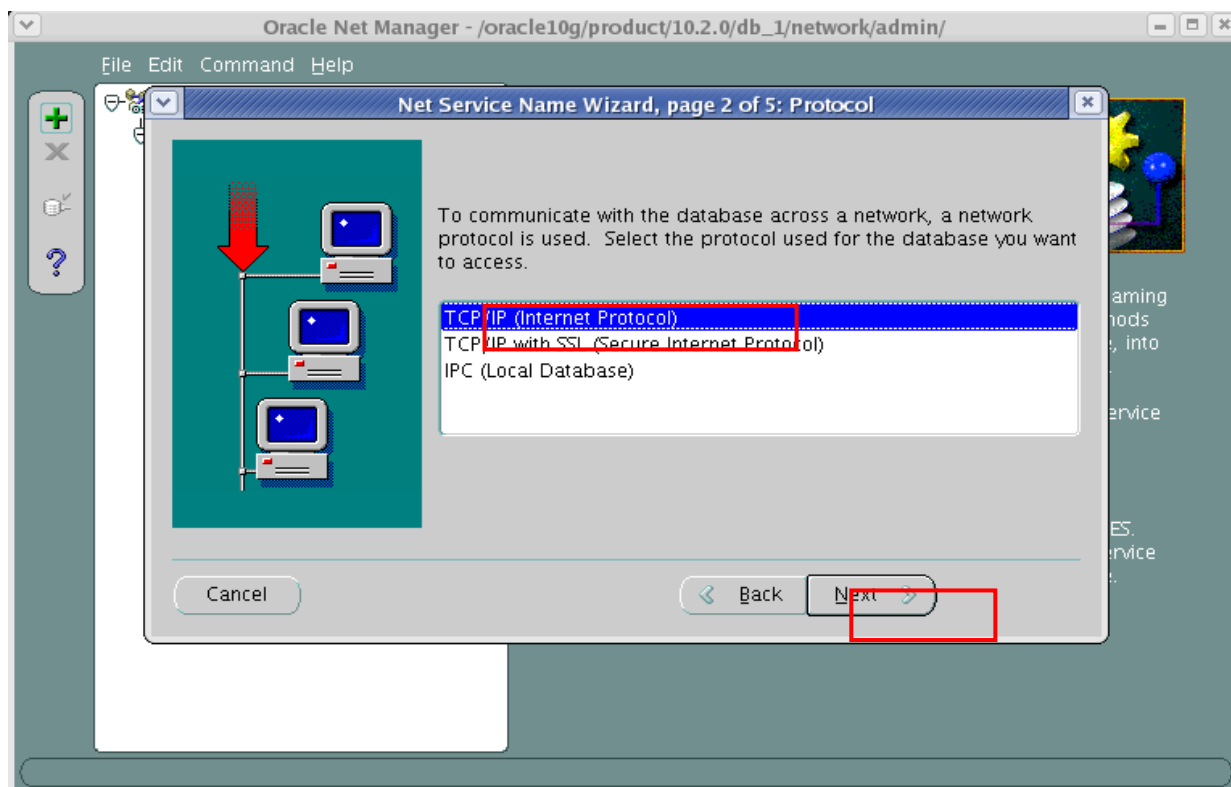 Oracle Net Manager - /oracle10g/product/10.2.0/db_1/network/admin/
File Edit Command Help
Net Service Name Wizard, page 2 of 5: Protocol
To communicate with the database across a network, a network
protocol is used. Select the protocol used for the database you want
to access.
TCP/IP (Internet Protocol)
TCP/IP with SSL (Secure Internet Protocol)
IPC (Local Database)
aming
, into
ervice
ES.
ervice
Cancel
Back
Next